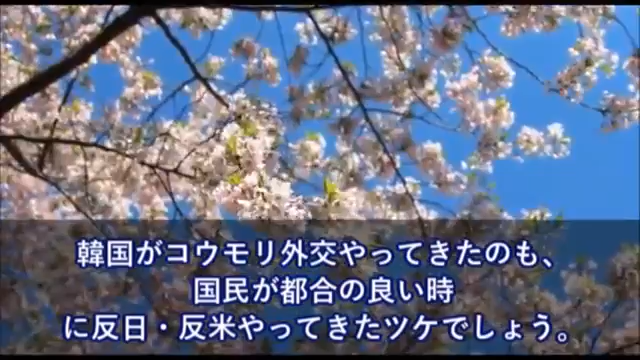 韓国がコウモリ外交やってきたのも、
国民が都合の良い時
に反日・反米やってきたツケでしょう。